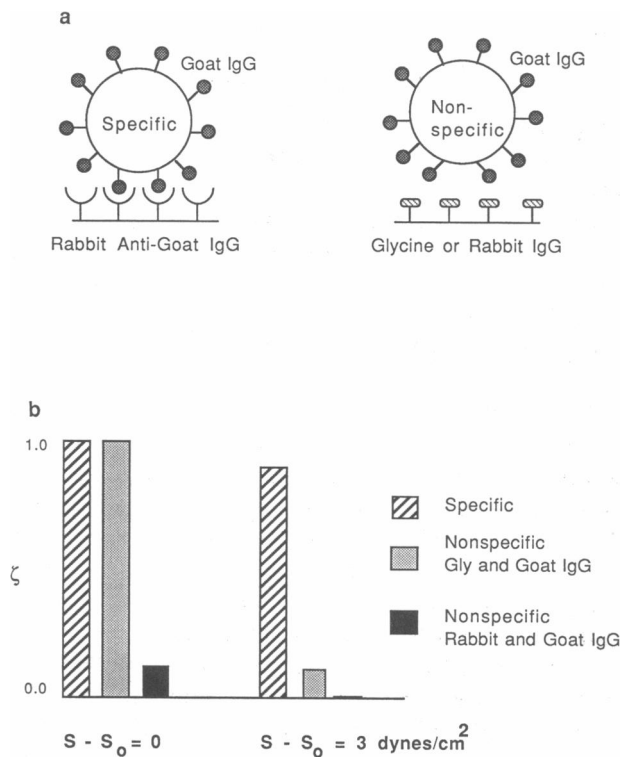 a
Goat IgG
Specific
Rabbit Anti-Goat IgG
Goat IgG
Non-
specific
Glycine or Rabbit IgG
b
1.0
ζ
0.0
Specific
Nonspecific
Gly and Goat IgG
Nonspecific
Rabbit and Goat IgG
S - So = 0
S - So = 3 dynes/cm2